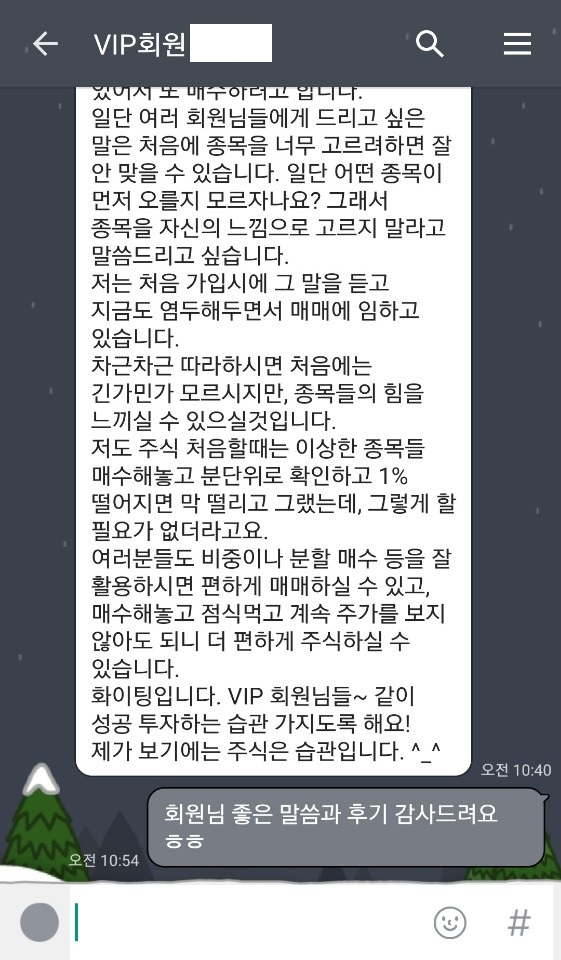 VIP회원
있어서 또 매수하려고 합니다.
일단 여러 회원님들에게 드리고 싶은
말은 처음에 종목을 너무 고르려하면 잘
안 맞을 수 있습니다. 일단 어떤 종목이
먼저 오를지 모르자나요? 그래서
종목을 자신의 느낌으로 고르지 말라고
말씀드리고 싶습니다.
저는 처음 가입시에 그 말을 듣고
지금도 염두해두면서 매매에 임하고
있습니다.
차근차근 따라하시면 처음에는
긴가민가 모르시지만, 종목들의 힘을
느끼실 수 있으실것입니다.
저도 주식 처음할때는 이상한 종목들
매수해놓고 분단위로 확인하고 1%
떨어지면 막 떨리고 그랬는데, 그렇게 할
필요가 없더라고요.
여러분들도 비중이나 분할 매수 등을 잘
활용하시면 편하게 매매하실 수 있고,
매수해놓고 점식먹고 계속 주가를 보지
않아도 되니 더 편하게 주식하실 수
있습니다.
화이팅입니다. VIP 회원님들~ 같이
성공 투자하는 습관 가지도록 해요!
제가 보기에는 주식은 습관입니다. ^_^
오전 10:40
회원님 좋은 말씀과 후기 감사드려요
ㅎㅎ
오전 10:54
#